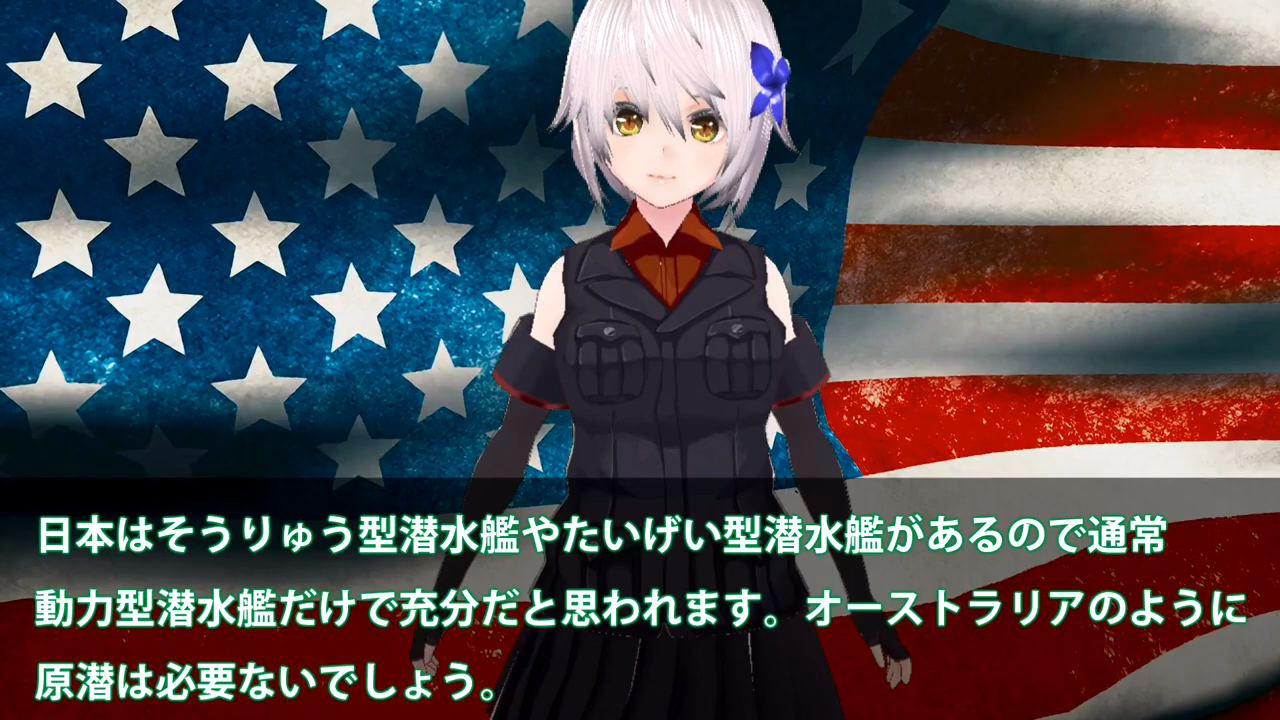 日本はそうりゅう型潜水艦やたいげい型潜水艦があるので通常
動力型潜水艦だけで充分だと思われます。オーストラリアのように
原潜は必要ないでしょう。